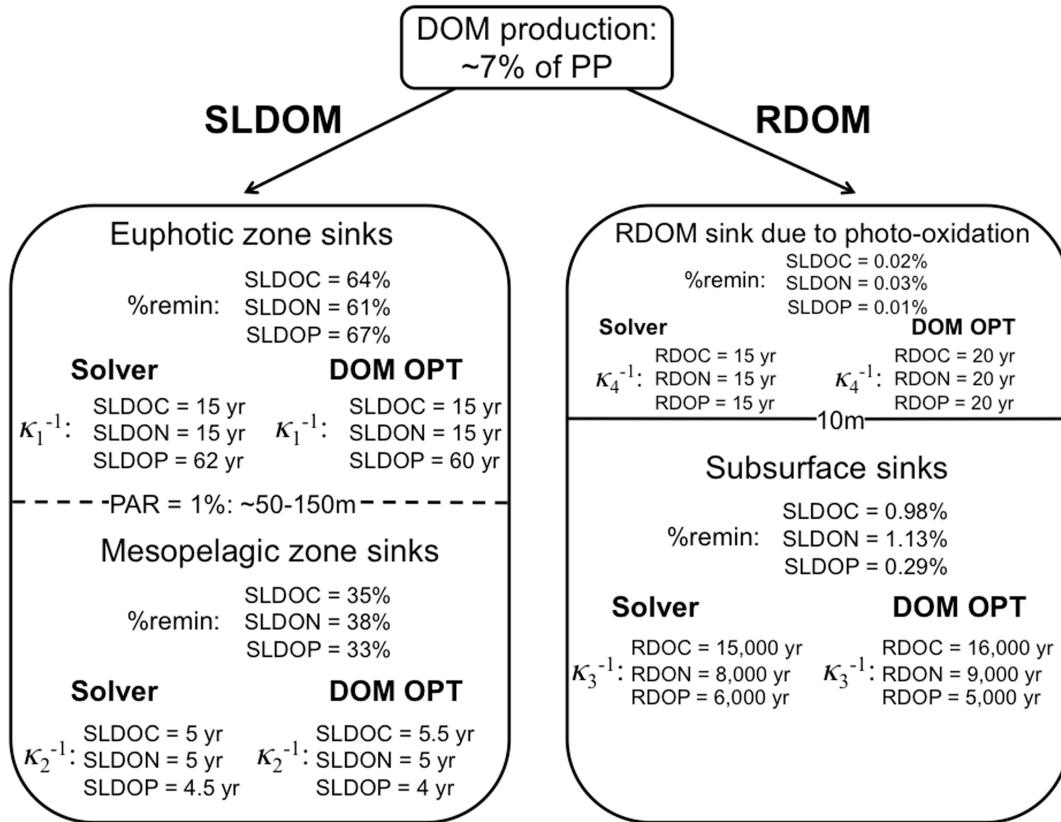 DOM production:
~7% of PP
SLDOM
RDOM
Euphotic zone sinks
SLDOC = 64%
%remin: SLDON = 61%
SLDOP = 67%
Solver DOM OPT
SLDOC = 15 yr SLDOC = 15 yr
κ₁⁻¹: SLDON = 15 yr κ₁⁻¹: SLDON = 15 yr
SLDOP = 62 yr SLDOP = 60 yr
PAR = 1%: ~50-150m
Mesopelagic zone sinks
SLDOC = 35%
%remin: SLDON = 38%
SLDOP = 33%
Solver DOM OPT
SLDOC = 5 yr SLDOC = 5.5 yr
κ₂⁻¹: SLDON = 5 yr κ₂⁻¹: SLDON = 5 yr
SLDOP = 4.5 yr SLDOP = 4 yr
RDOM sink due to photo-oxidation
SLDOC = 0.02%
%remin: SLDON = 0.03%
SLDOP = 0.01%
Solver DOM OPT
RDOC = 15 yr RDOC = 20 yr
κ₄⁻¹: RDON = 15 yr κ₄⁻¹: RDON = 20 yr
RDOP = 15 yr RDOP = 20 yr
10m
Subsurface sinks
SLDOC = 0.98%
%remin: SLDON = 1.13%
SLDOP = 0.29%
Solver DOM OPT
RDOC = 15,000 yr RDOC = 16,000 yr
κ₃⁻¹: RDON = 8,000 yr κ₃⁻¹: RDON = 9,000 yr
RDOP = 6,000 yr RDOP = 5,000 yr